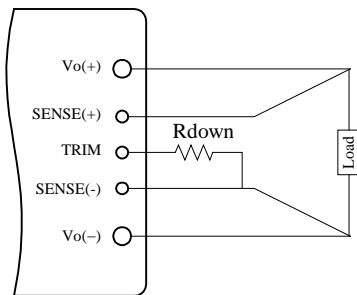 Vo(+)
SENSE(+)
Rdown
TRIM
Load
SENSE(-)
Vo(−)